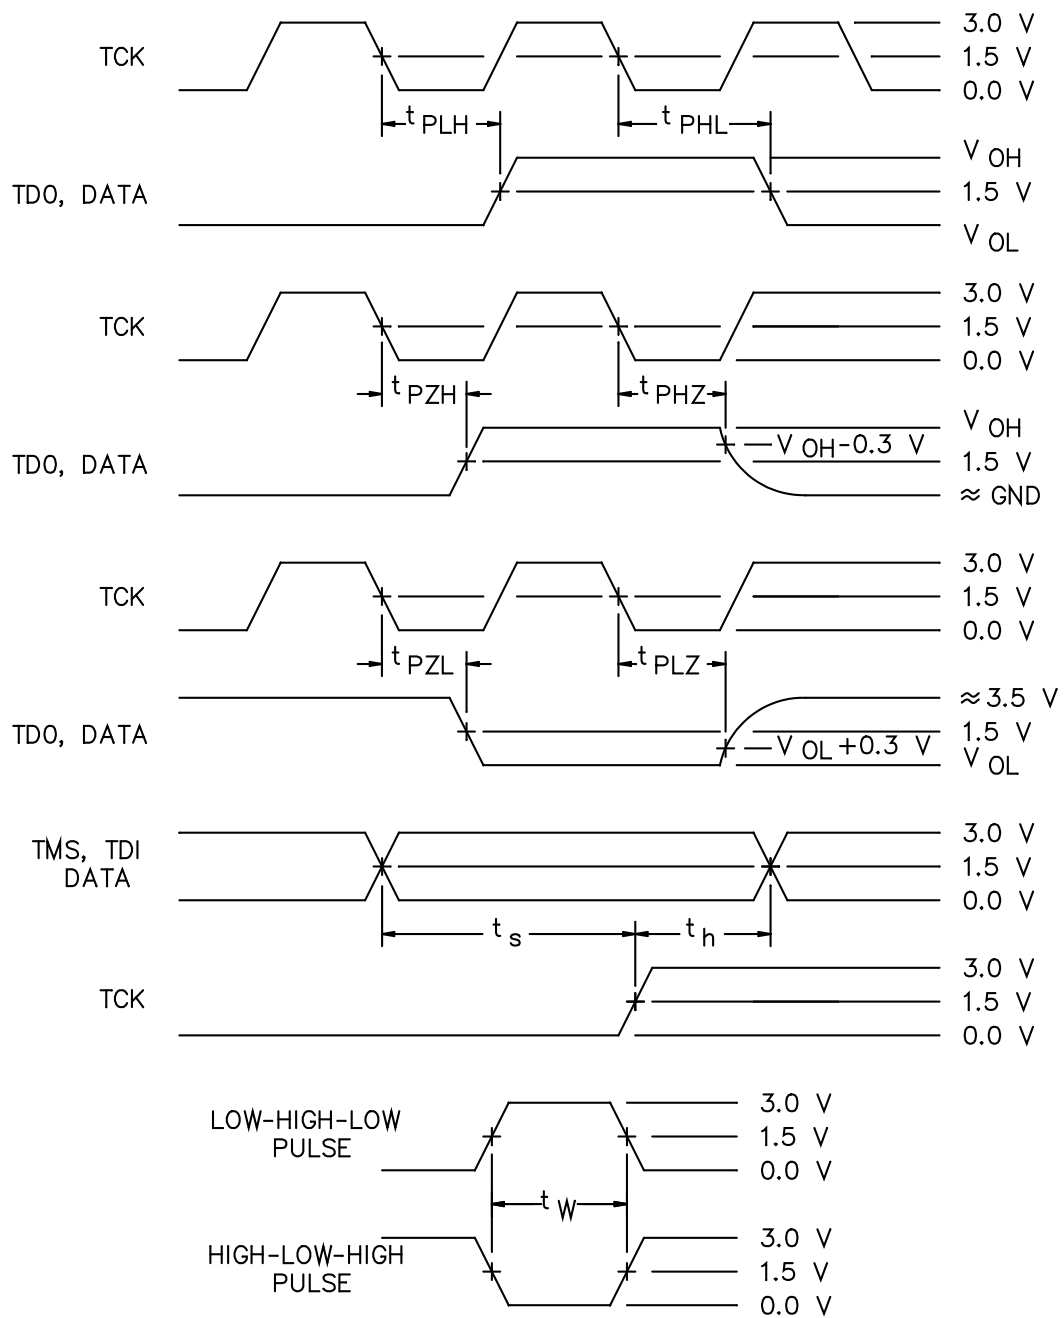 3.0 V
TCK 1.5 V
0.0 V
t PLH t PHL
V OH
TDO, DATA 1.5 V
V OL
3.0 V
TCK 1.5 V
0.0 V
t PZH t PHZ
V OH
V OH-0.3 V
TDO, DATA 1.5 V
≈ GND
3.0 V
TCK 1.5 V
0.0 V
t PZL t PLZ
≈3.5 V
TDO, DATA 1.5 V
V OL+0.3 V
V OL
3.0 V
TMS, TDI
DATA 1.5 V
0.0 V
t s t h
3.0 V
TCK 1.5 V
0.0 V
3.0 V
LOW-HIGH-LOW
PULSE 1.5 V
0.0 V
t W
3.0 V
HIGH-LOW-HIGH
PULSE 1.5 V
0.0 V